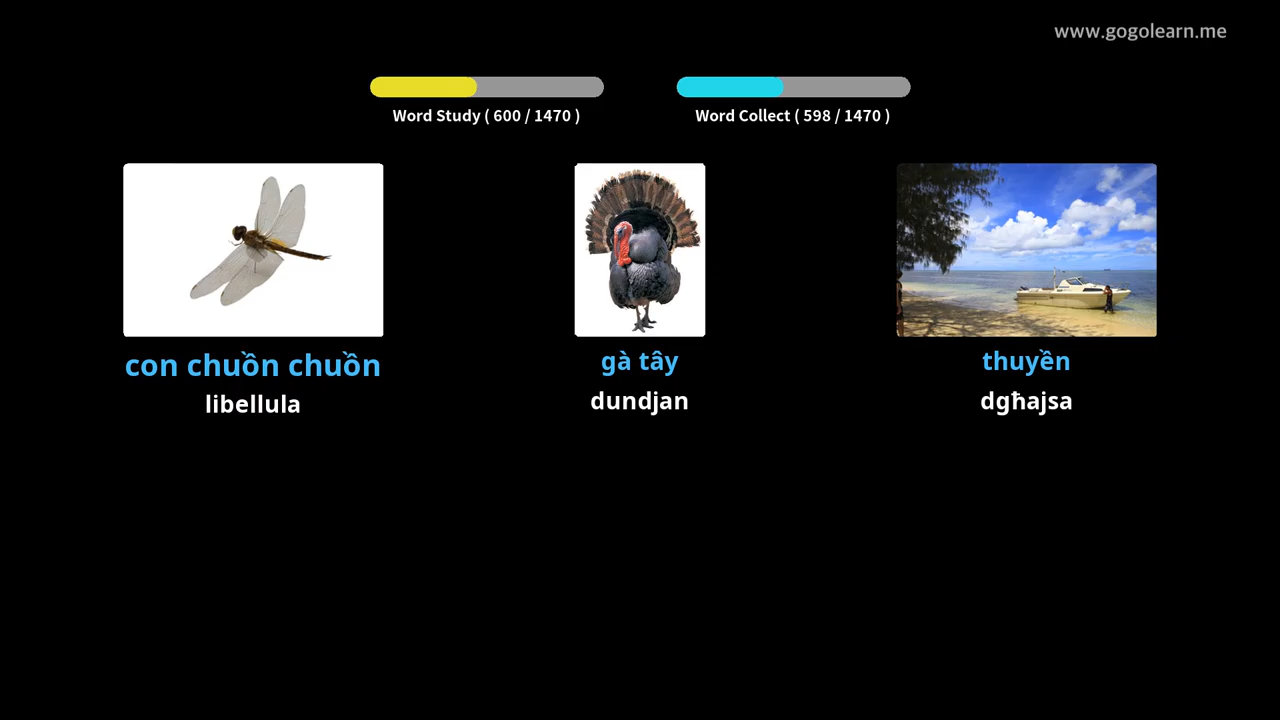 www.gogolearn.me
Word Study ( 600 / 1470 )
Word Collect ( 598 / 1470 )
con chuồn chuồn
gà tây
thuyền
libellula
dundjan
dgħajsa